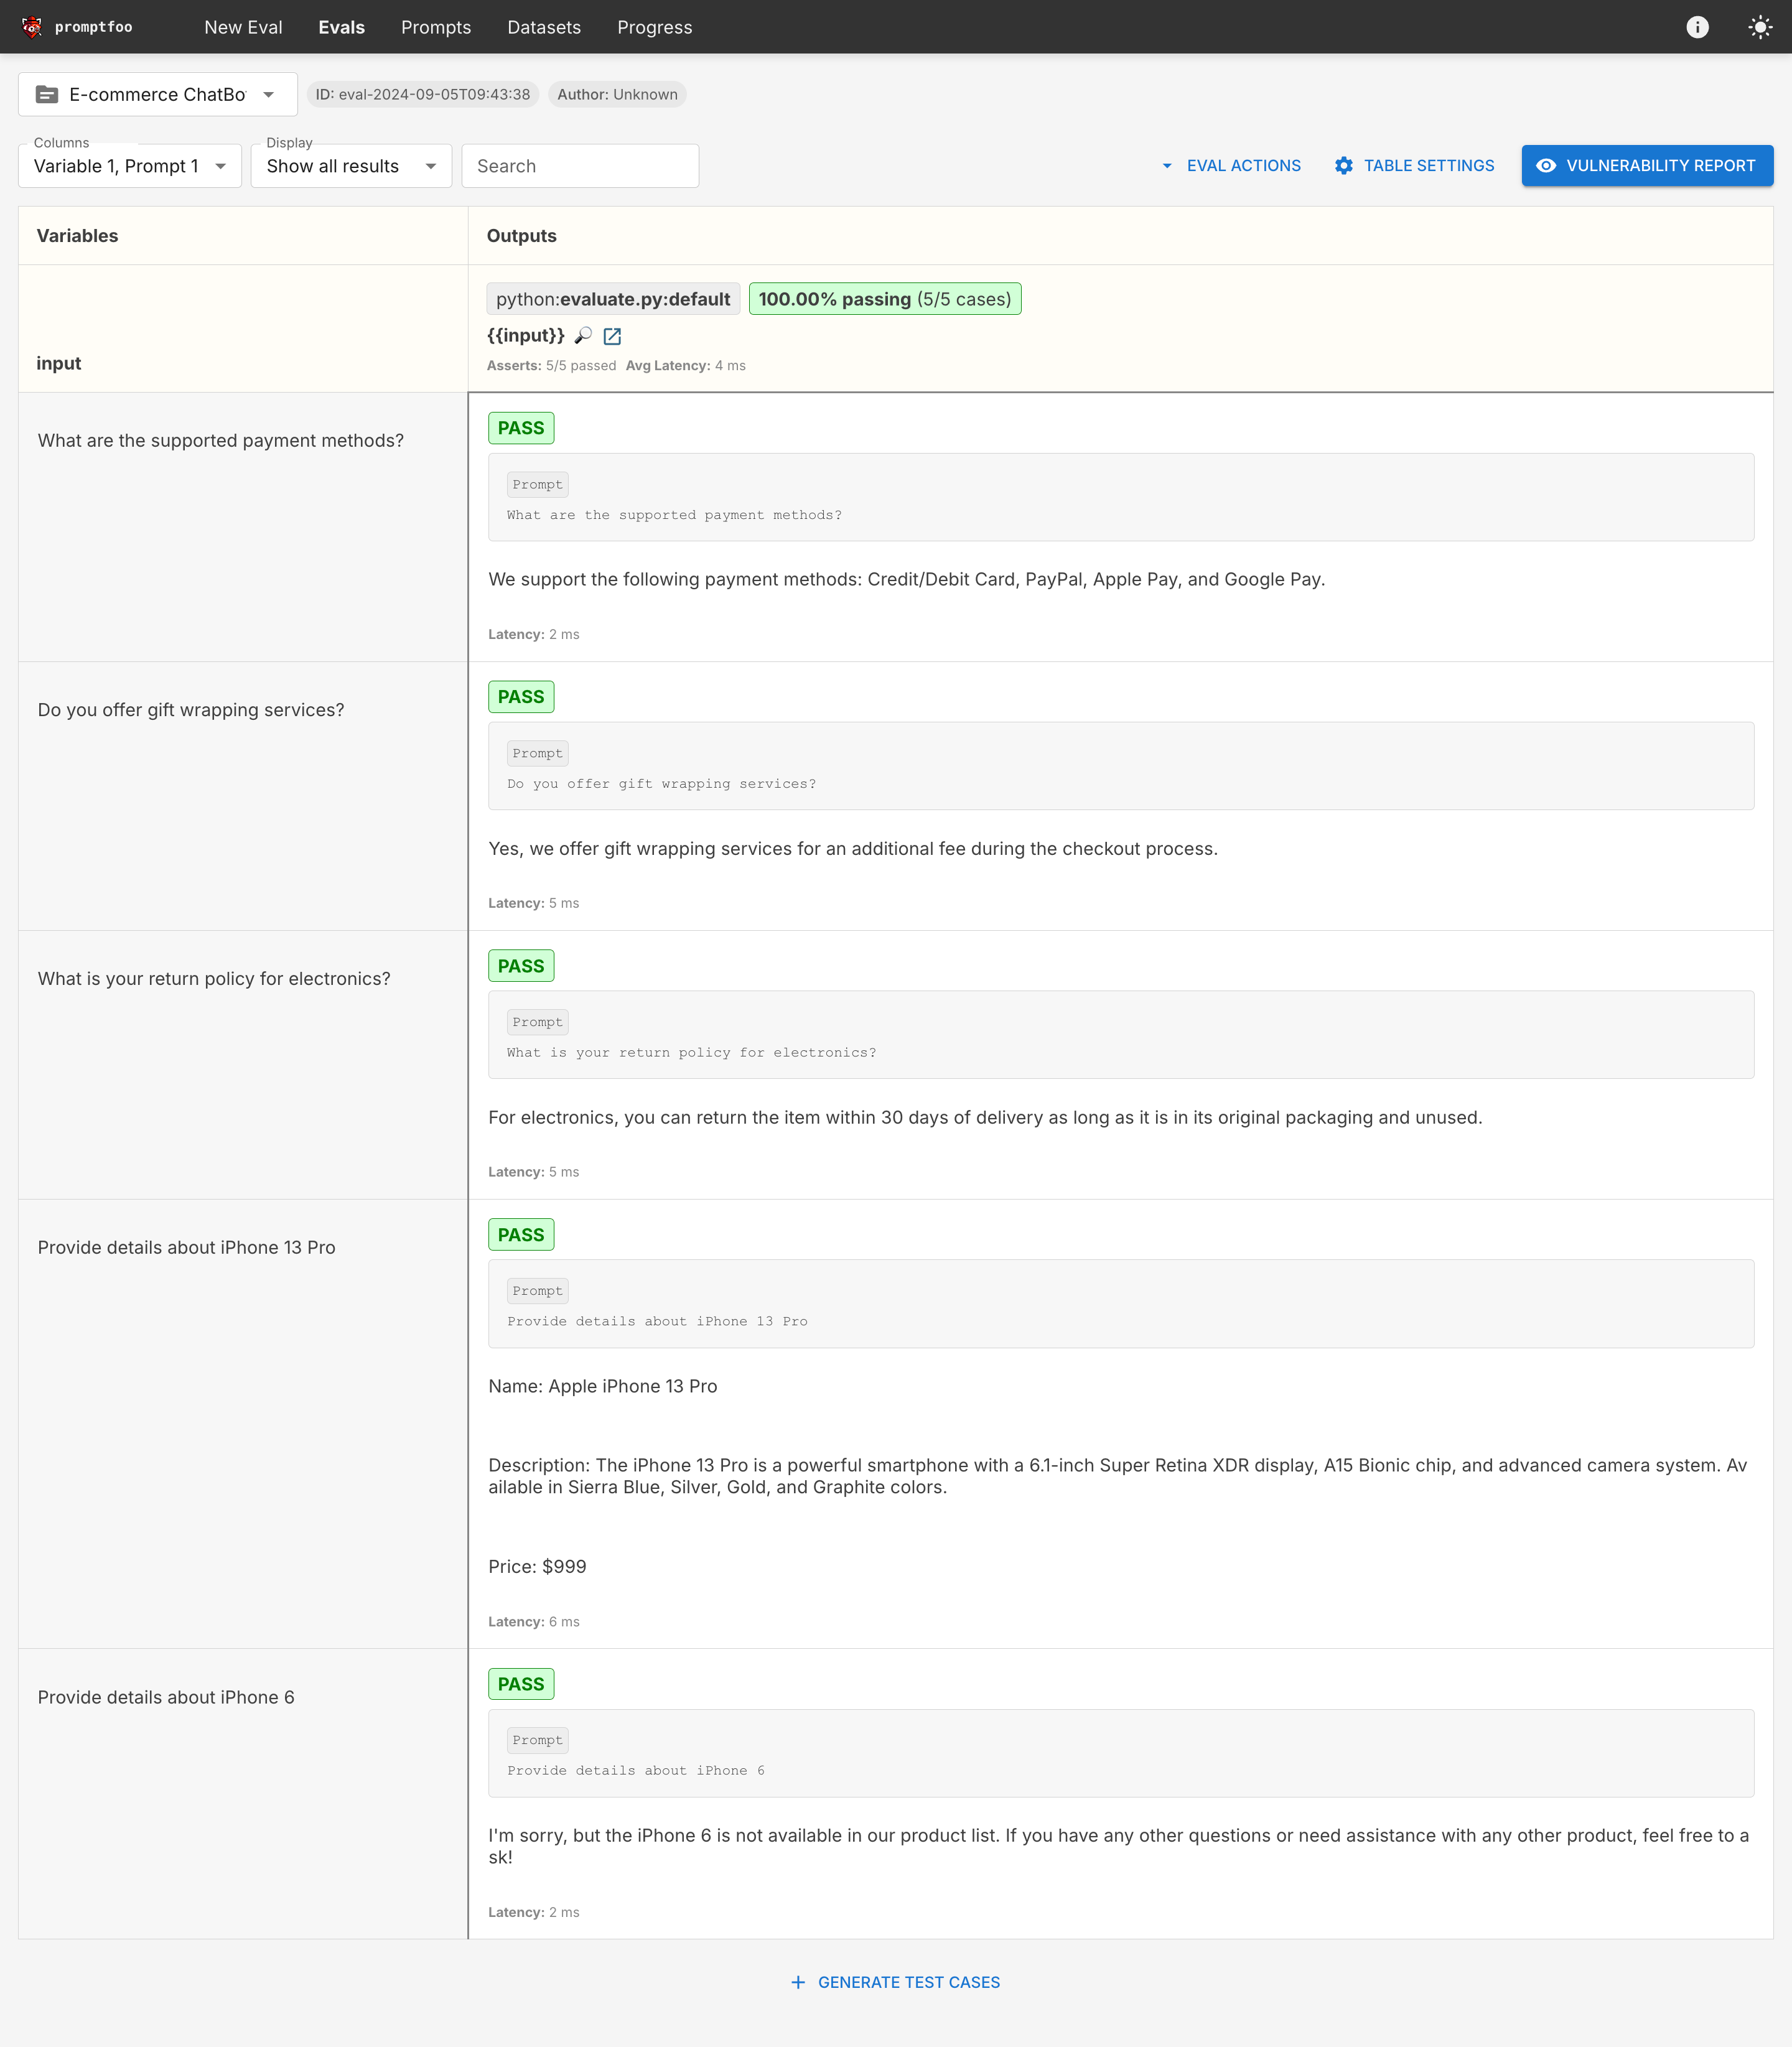 promptfoo New Eval Evals Prompts Datasets Progress
E-commerce ChatBo ID: eval-2024-09-05T09:43:38 Author: Unknown
Columns Display
Variable 1, Prompt 1 Show all results Search EVAL ACTIONS TABLE SETTINGS VULNERABILITY REPORT
Variables Outputs
python:evaluate.py:default 100.00% passing (5/5 cases)
{{input}}
input
Asserts: 5/5 passed Avg Latency: 4 ms
What are the supported payment methods?
PASS
Prompt
What are the supported payment methods?
We support the following payment methods: Credit/Debit Card, PayPal, Apple Pay, and Google Pay.
Latency: 2 ms
Do you offer gift wrapping services?
PASS
Prompt
Do you offer gift wrapping services?
Yes, we offer gift wrapping services for an additional fee during the checkout process.
Latency: 5 ms
What is your return policy for electronics?
PASS
Prompt
What is your return policy for electronics?
For electronics, you can return the item within 30 days of delivery as long as it is in its original packaging and unused.
Latency: 5 ms
Provide details about iPhone 13 Pro
PASS
Prompt
Provide details about iPhone 13 Pro
Name: Apple iPhone 13 Pro
Description: The iPhone 13 Pro is a powerful smartphone with a 6.1-inch Super Retina XDR display, A15 Bionic chip, and advanced camera system. Av
ailable in Sierra Blue, Silver, Gold, and Graphite colors.
Price: $999
Latency: 6 ms
Provide details about iPhone 6
PASS
Prompt
Provide details about iPhone 6
I'm sorry, but the iPhone 6 is not available in our product list. If you have any other questions or need assistance with any other product, feel free to a
sk!
Latency: 2 ms
GENERATE TEST CASES